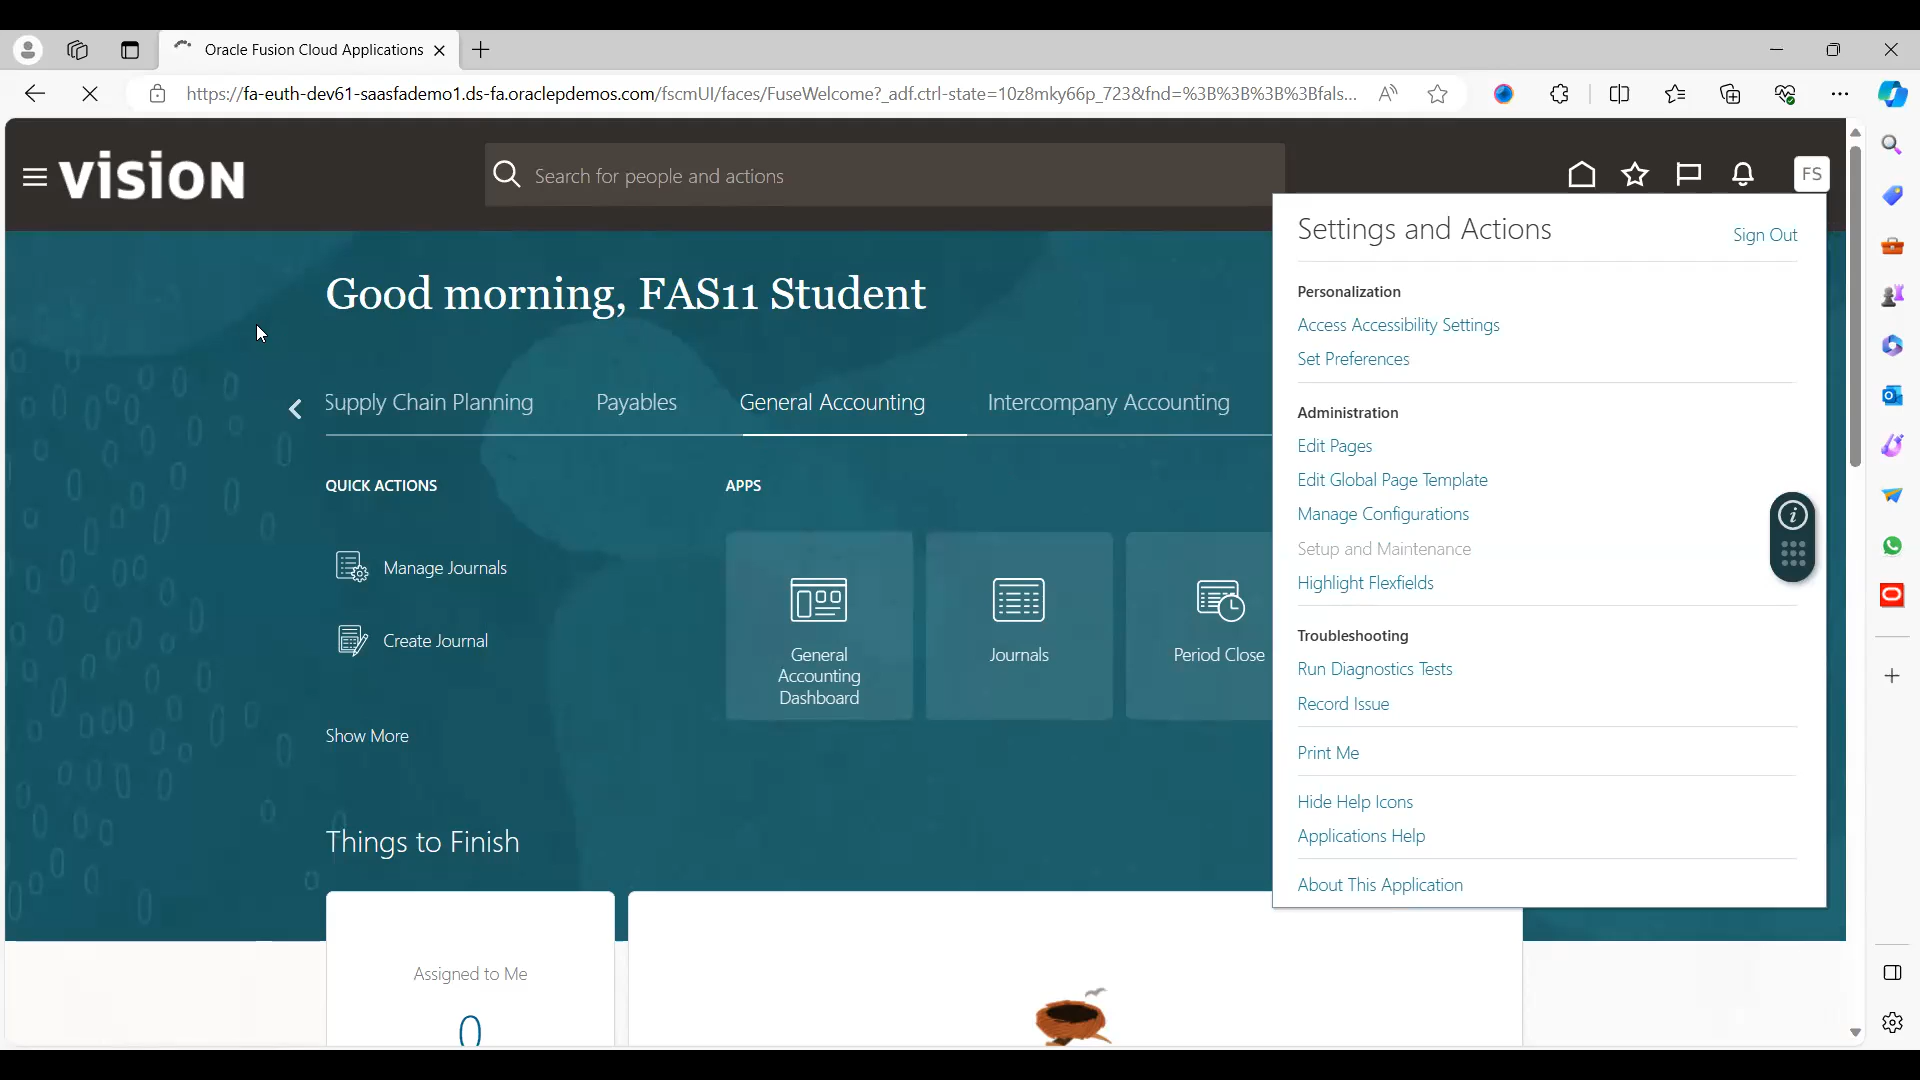 Oracle Fusion Cloud Applications
https://fa-euth-dev61-saasfademo1.ds-fa.oraclepdemos.com/fscmUI/faces/FuseWelcome?_adf.ctrl-state=10z8mky66p_723&fnd=%3B%3B%3B%3Bfals...
vision
Search for people and actions
FS
Settings and Actions
Sign Out
Good morning, FAS11 Student
Personalization
Access Accessibility Settings
Set Preferences
Supply Chain Planning
Payables
General Accounting
Intercompany Accounting
Administration
Edit Pages
Edit Global Page Template
Manage Configurations
Setup and Maintenance
Highlight Flexfields
QUICK ACTIONS
APPS
Manage Journals
Create Journal
Show More
General
Accounting
Dashboard
Journals
Period Close
Troubleshooting
Run Diagnostics Tests
Record Issue
Print Me
Hide Help Icons
Applications Help
About This Application
Things to Finish
Assigned to Me
0